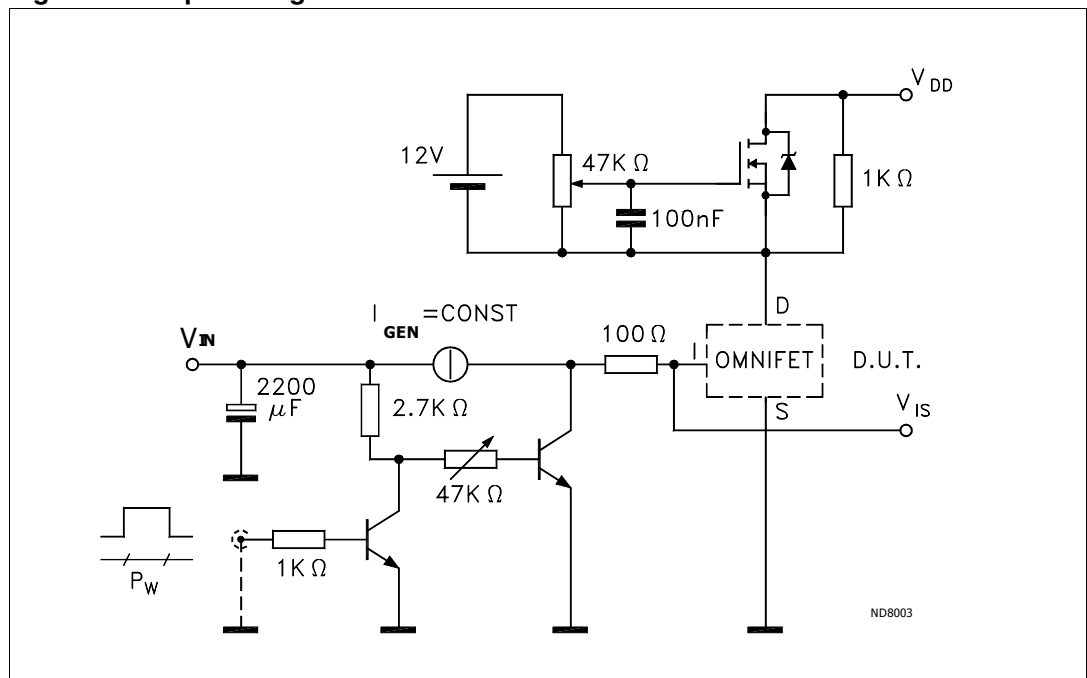 V DD
12V
47K Ω
1K Ω
100nF
D
I GEN =CONST
100 Ω
V IN
I
OMNIFET
D.U.T.
2200
μF
2.7K Ω
S
V IS
47K Ω
1K Ω
P W
ND8003